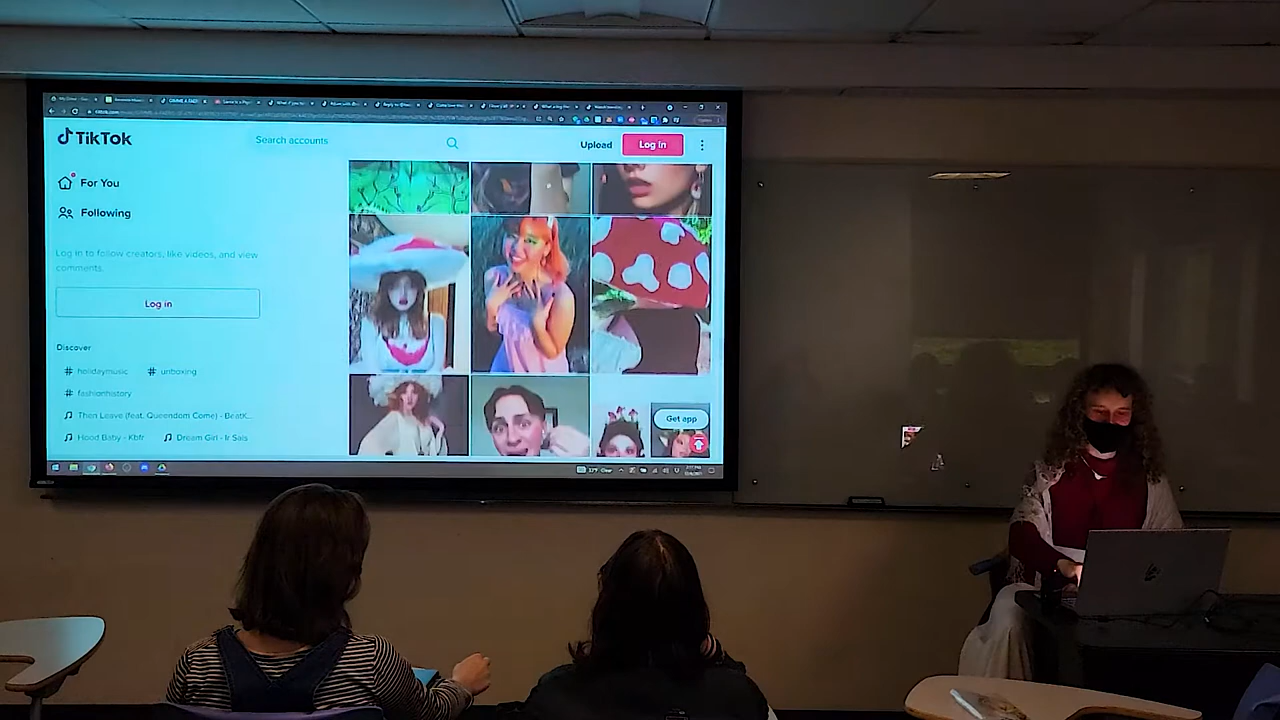 TikTok
Search accounts
Upload
Log in
For You
Following
Log in to follow creators, like videos, and view
comments.
Log in
Discover
# holidaymusic # unboxing
# fashionhistory
Then Leave (feat. Queendom Come) - BeatK...
Hood Baby - Kbfr Dream Girl - Ir Sais
Get app